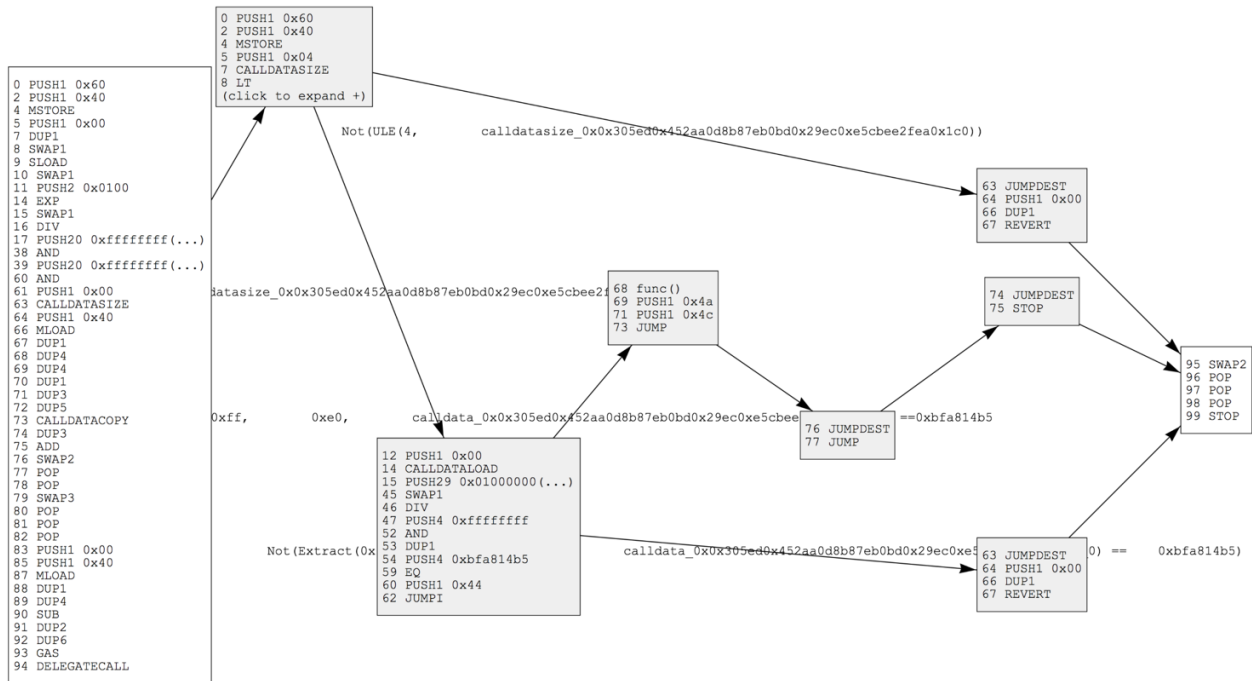 0 PUSH1 0x60
2 PUSH1 0x40
4 MSTORE
5 PUSH1 0x04
7 CALLDATASIZE
8 LT
(click to expand +)
0 PUSH1 0x60
2 PUSH1 0x40
4 MSTORE
5 PUSH1 0x00
7 DUP1
8 SWAP1
9 SLOAD
10 SWAP1
11 PUSH2 0x0100
14 EXP
15 SWAP1
16 DIV
17 PUSH20 0xffffffff(...)
38 AND
39 PUSH20 0xffffffff(...)
60 AND
61 PUSH1 0x00
63 CALLDATASIZE
64 PUSH1 0x40
66 MLOAD
67 DUP1
68 DUP4
69 DUP4
70 DUP1
71 DUP3
72 DUP5
73 CALLDATACOPY
74 DUP3
75 ADD
76 SWAP2
77 POP
78 POP
79 SWAP3
80 POP
81 POP
82 POP
83 PUSH1 0x00
85 PUSH1 0x40
87 MLOAD
88 DUP1
89 DUP4
90 SUB
91 DUP2
92 DUP6
93 GAS
94 DELEGATECALL
Not(ULE(4, calldatasize_0x0x305ed0x452aa0d8b87eb0bd0x29ec0xe5cbee2fea0x1c0))
63 JUMPDEST
64 PUSH1 0x00
66 DUP1
67 REVERT
datasize_0x0x305ed0x452aa0d8b87eb0bd0x29ec0xe5cbee2f
68 func()
69 PUSH1 0x4a
71 PUSH1 0x4c
73 JUMP
74 JUMPDEST
75 STOP
95 SWAP2
96 POP
97 POP
98 POP
99 STOP
0xff, 0xe0, calldata_0x0x305ed0x452aa0d8b87eb0bd0x29ec0xe5cbee ==0xbfa814b5
76 JUMPDEST
77 JUMP
12 PUSH1 0x00
14 CALLDATALOAD
15 PUSH29 0x01000000(...)
45 SWAP1
46 DIV
47 PUSH4 0xffffffff
52 AND
53 DUP1
54 PUSH4 0xbfa814b5
59 EQ
60 PUSH1 0x44
62 JUMPI
Not(Extract(0x calldata_0x0x305ed0x452aa0d8b87eb0bd0x29ec0xe5 0) == 0xbfa814b5)
63 JUMPDEST
64 PUSH1 0x00
66 DUP1
67 REVERT